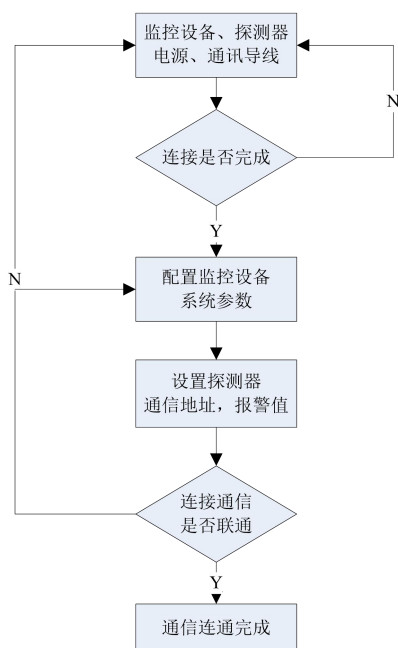 监控设备、探测器
电源、通讯导线
N
连接是否完成
Y
配置监控设备
系统参数
N
设置探测器
通信地址，报警值
连接通信
是否联通
Y
通信连通完成